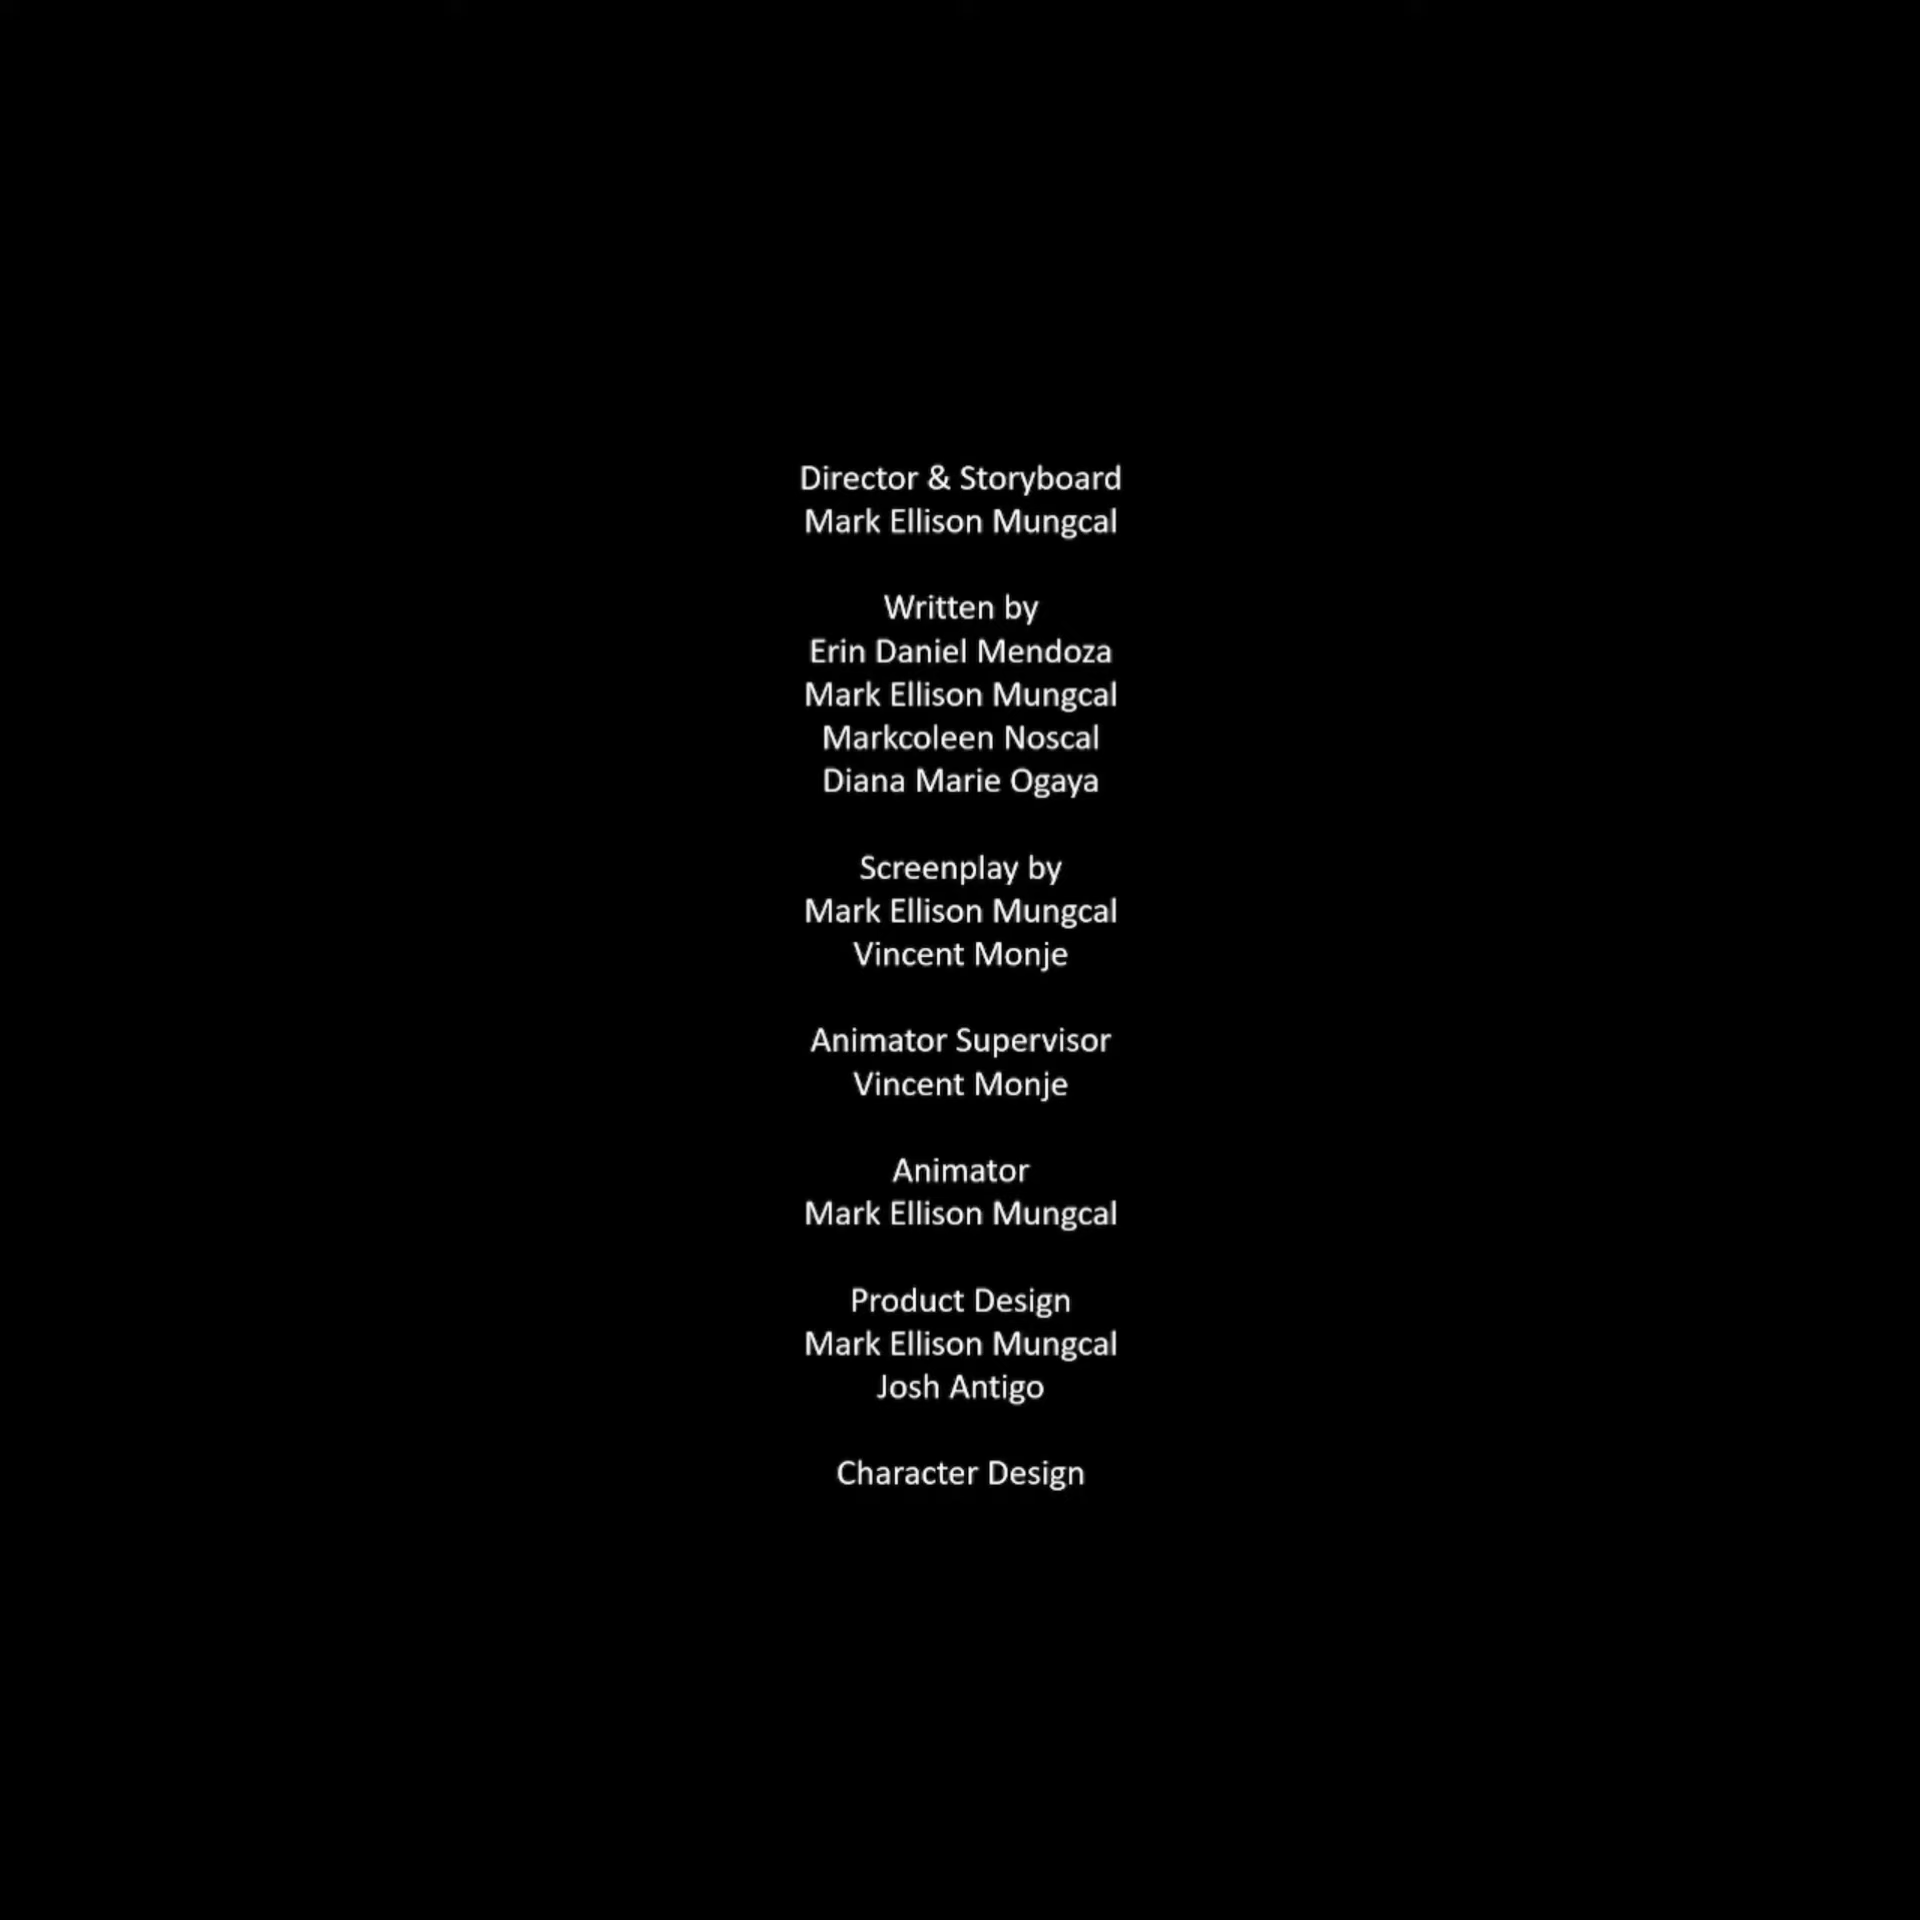 Director & Storyboard
Mark Ellison Mungcal
Written by
Erin Daniel Mendoza
Mark Ellison Mungcal
Markcoleen Noscal
Diana Marie Ogaya
Screenplay by
Mark Ellison Mungcal
Vincent Monje
Animator Supervisor
Vincent Monje
Animator
Mark Ellison Mungcal
Product Design
Mark Ellison Mungcal
Josh Antigo
Character Design